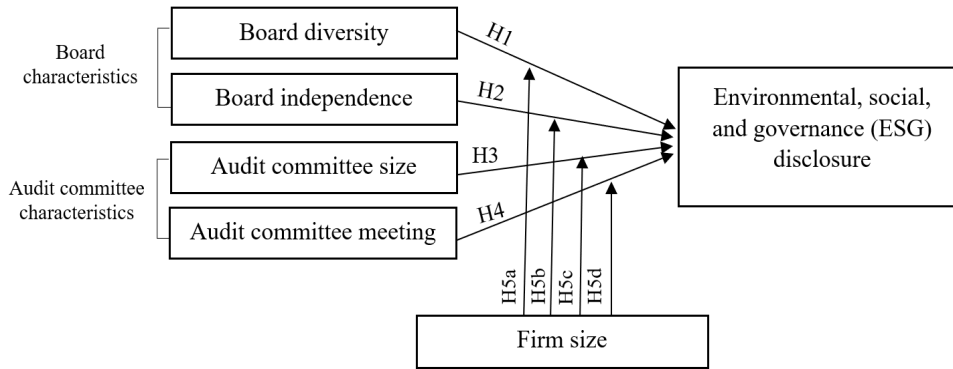 Board
characteristics
Board diversity
H1
Board independence
H2
Audit committee
characteristics
Audit committee size
H3
Audit committee meeting
H4
Environmental, social,
and governance (ESG)
disclosure
H5a
H5b
H5c
H5d
Firm size